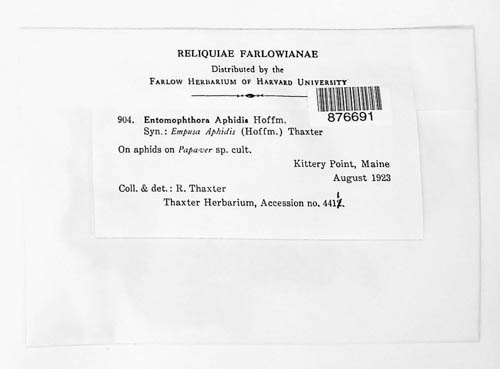 RELIQUIAE FARLOWIANAE
Distributed by the
FARLOW HERBARIUM OF HARVARD UNIVERSITY
876691
904. Entomophthora Aphidis Hoffm.
Syn.: Empusa Aphidis (Hoffm.) Thaxter
On aphids on Papaver sp. cult.
Kittery Point, Maine
August 1923
Coll. & det.: R. Thaxter
Thaxter Herbarium, Accession no.